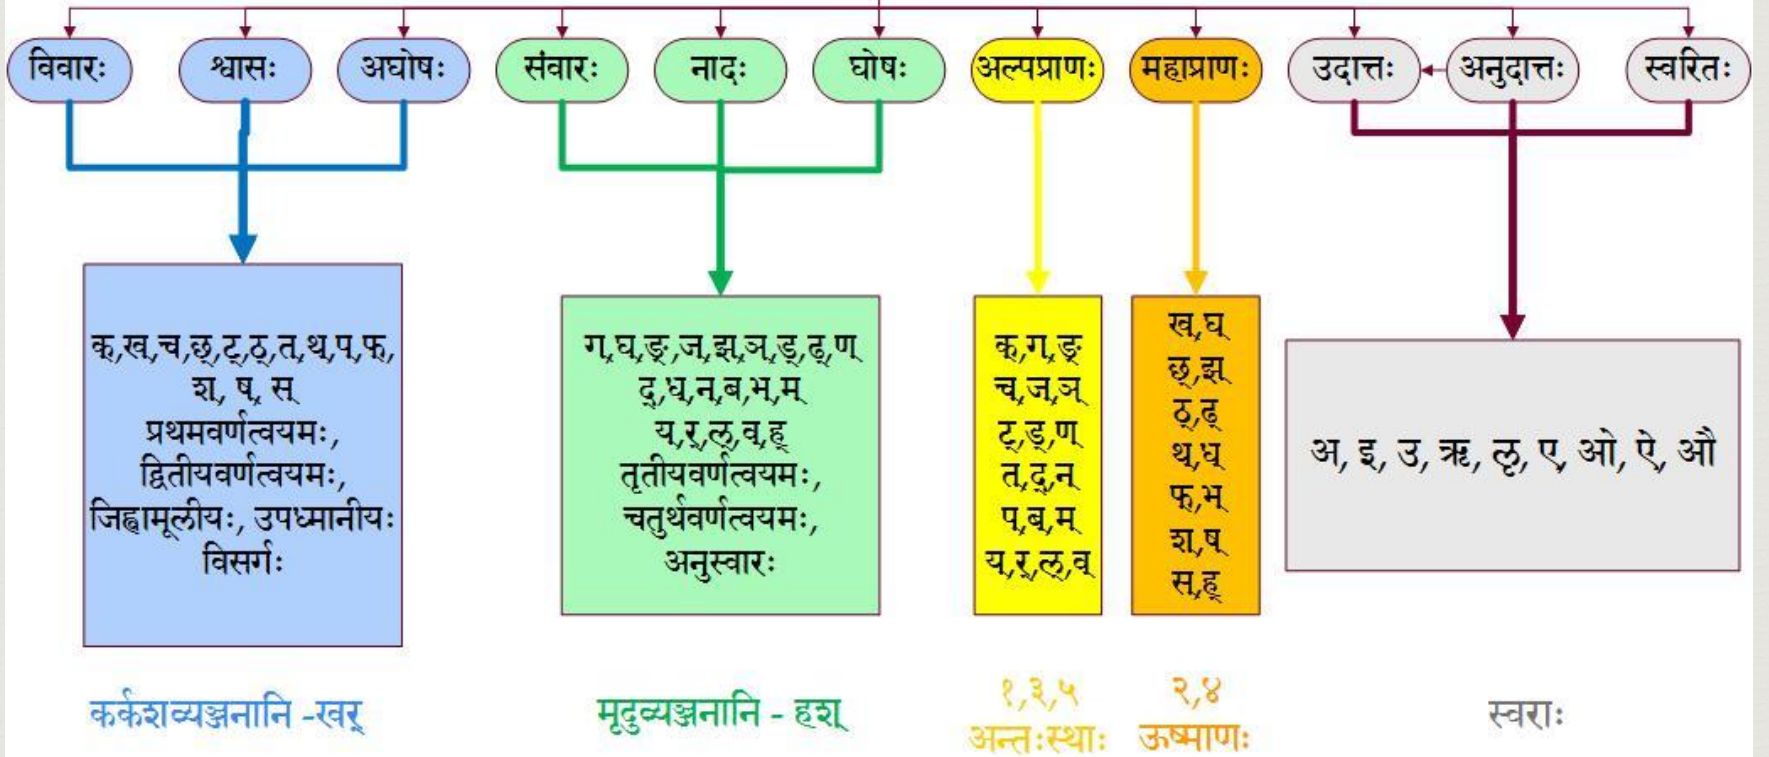 विवारः
श्वासः
अघोषः
संवारः
नादः
घोषः
अल्पप्राणः
महाप्राणः
उदात्तः
अनुदात्तः
स्वरितः
क्,ख्,च्,छ्,ट्,ठ्,त्,थ्,प्,फ्,
श्, ष्, स्
प्रथमवर्णत्वयमः,
द्वितीयवर्णत्वयमः,
जिह्वामूलीयः, उपध्मानीयः
विसर्गः
ग्,घ्,ङ्,ज्,झ्,ञ्,ड्,ढ्,ण्
द्,ध्,न्,ब्,भ्,म्
य्,र्,ल्,व्,ह्
तृतीयवर्णत्वयमः,
चतुर्थवर्णत्वयमः,
अनुस्वारः
क्,ग्,ङ्
च्,ज्,ञ्
ट्,ड्,ण्
त्,द्,न्
प्,ब्,म्
य्,र्,ल्,व्
ख्,घ्
छ्,झ्
ठ्,ढ्
थ्,ध्
फ्,भ्
श्,ष्
स्,ह्
अ, इ, उ, ऋ, लृ, ए, ओ, ऐ, औ
कर्कशव्यञ्जनानि -खर्
मृदुव्यञ्जनानि - हश्
१,३,५
अन्तःस्थाः
२,४
ऊष्माणः
स्वराः